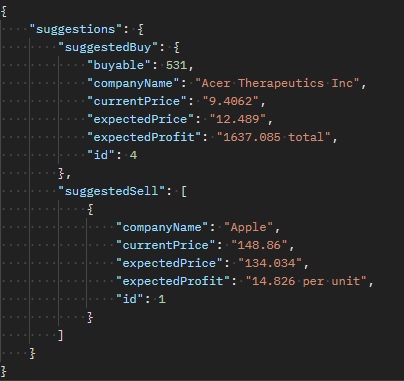 {
    "suggestions": {
        "suggestedBuy": {
            "buyable": 531,
            "companyName": "Acer Therapeutics Inc",
            "currentPrice": "9.4062",
            "expectedPrice": "12.489",
            "expectedProfit": "1637.085 total",
            "id": 4
        },
        "suggestedSell": [
            {
                "companyName": "Apple",
                "currentPrice": "148.86",
                "expectedPrice": "134.034",
                "expectedProfit": "14.826 per unit",
                "id": 1
            }
        ]
    }
}